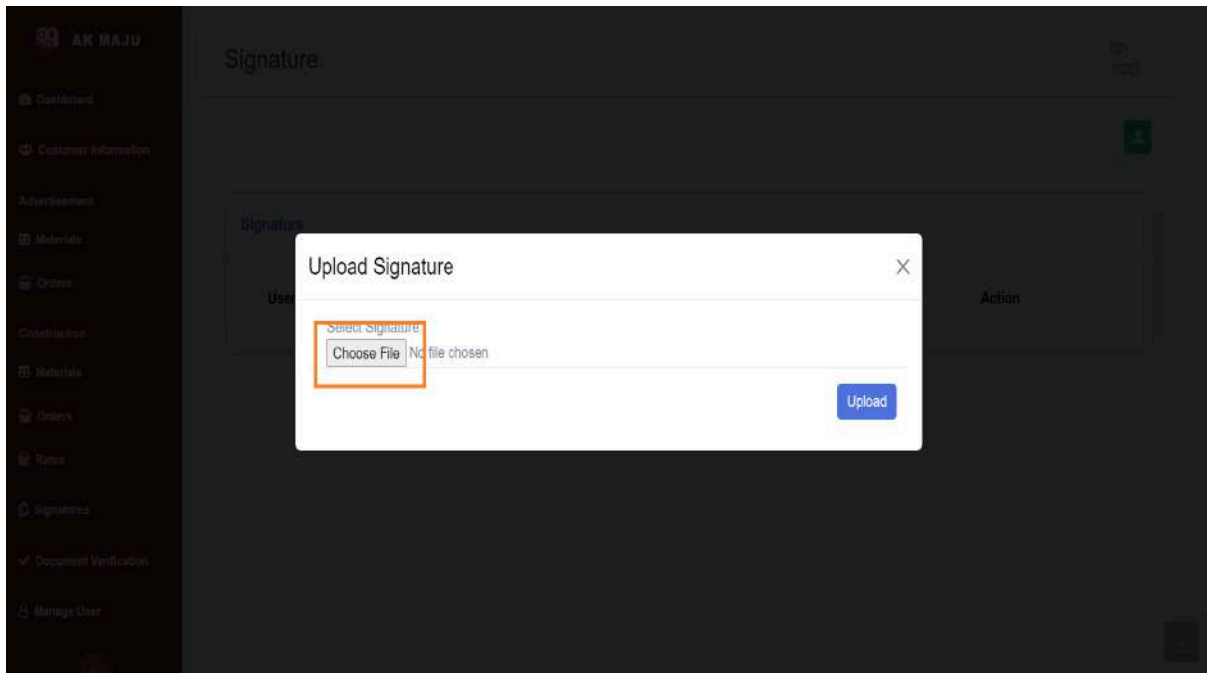 AK MAJU
Dashboard
Customer Information
Advertisement
Materials
Orders
Construction
Materials
Orders
Rates
Signatures
Document Verification
Manage User
Signature
Signature
User
Action
Upload Signature
X
Select Signature
Choose File No file chosen
Upload